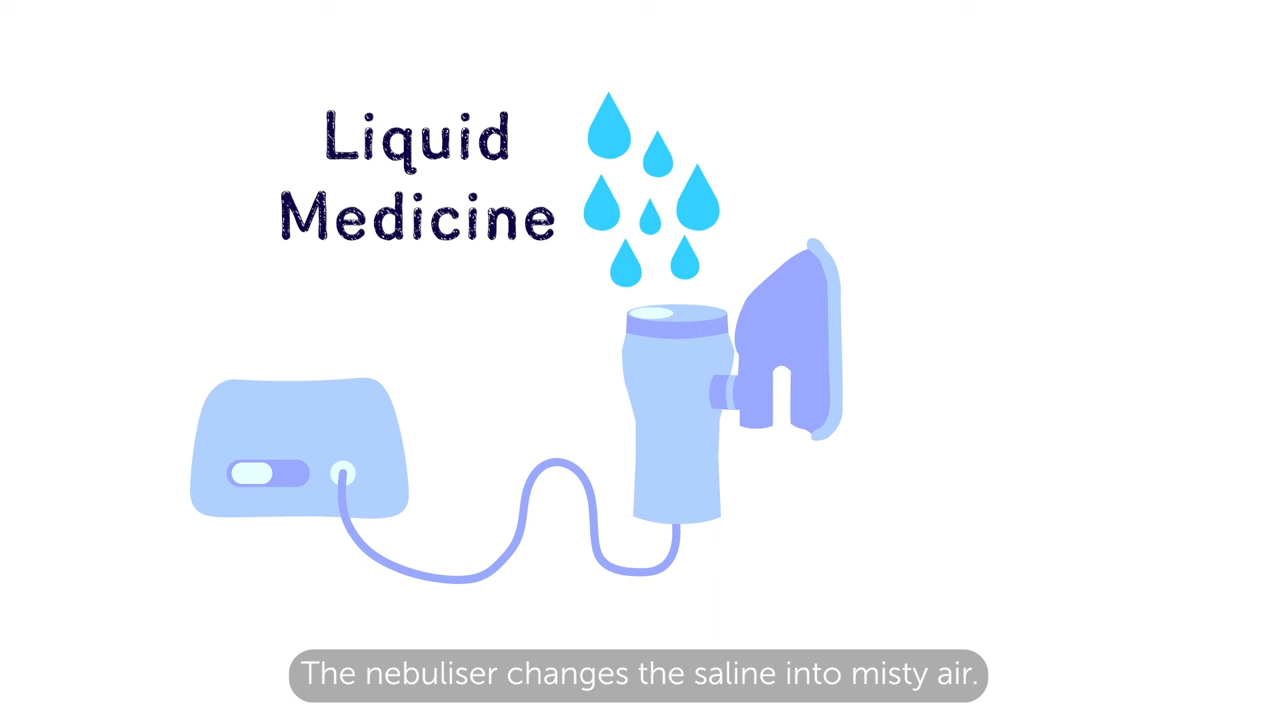 Liquid
Medicine
The nebuliser changes the saline into misty air.